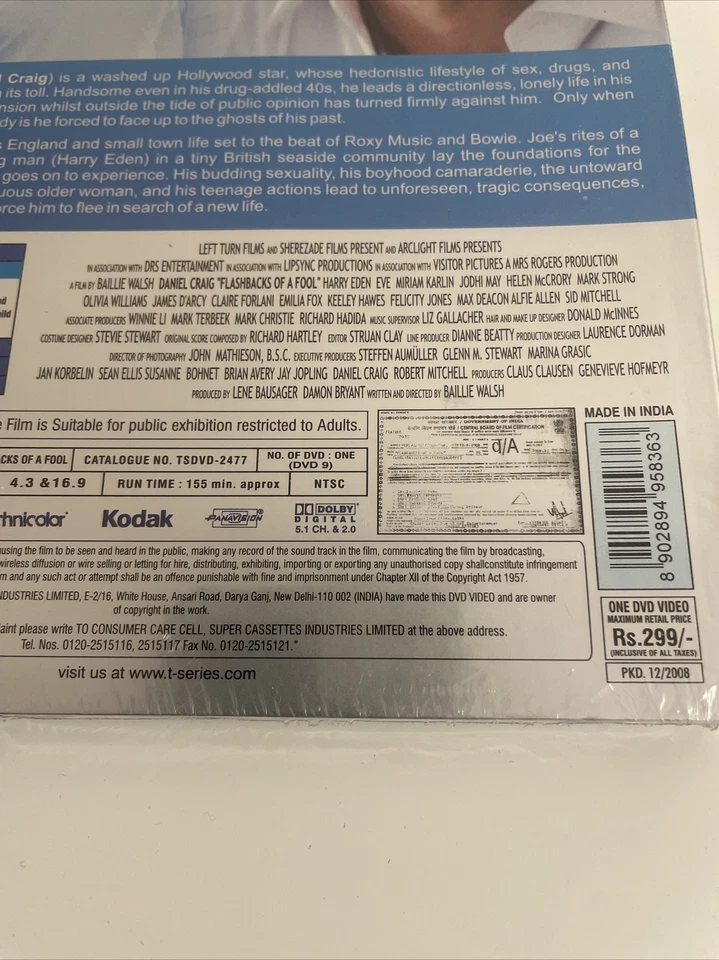 Craig) is a washed up Hollywood star, whose hedonistic lifestyle of sex, drugs, and
its toll. Handsome even in his drug-addled 40s, he leads a directionless, lonely life in his
nsion whilst outside the tide of public opinion has turned firmly against him. Only when
dy is he forced to face up to the ghosts of his past.
s England and small town life set to the beat of Roxy Music and Bowie. Joe's rites of a
g man (Harry Eden) in a tiny British seaside community lay the foundations for the
goes on to experience. His budding sexuality, his boyhood camaraderie, the untoward
uous older woman, and his teenage actions lead to unforeseen, tragic consequences,
rce him to flee in search of a new life.
LEFT TURN FILMS AND SHEREZADE FILMS PRESENT AND ARCLIGHT FILMS PRESENTS
IN ASSOCIATION WITH DRS ENTERTAINMENT IN ASSOCIATION WITH LIPSYNC PRODUCTIONS IN ASSOCIATION WITH VISITOR PICTURES A MRS ROGERS PRODUCTION
A FILM BY BAILLIE WALSH DANIEL CRAIG "FLASHBACKS OF A FOOL" HARRY EDEN EVE MIRIAM KARLIN JODHI MAY HELEN McCRORY MARK STRONG
OLIVIA WILLIAMS JAMES D'ARCY CLAIRE FORLANI EMILIA FOX KEELEY HAWES FELICITY JONES MAX DEACON ALFIE ALLEN SID MITCHELL
ASSOCIATE PRODUCERS WINNIE LI MARK TERBEEK MARK CHRISTIE RICHARD HADIDA MUSIC SUPERVISOR LIZ GALLACHER HAIR AND MAKE UP DESIGNER DONALD McINNES
COSTUME DESIGNER STEVIE STEWART ORIGINAL SCORE COMPOSED BY RICHARD HARTLEY EDITOR STRUAN CLAY LINE PRODUCER DIANNE BEATTY PRODUCTION DESIGNER LAURENCE DORMAN
DIRECTOR OF PHOTOGRAPHY JOHN MATHIESON, B.S.C. EXECUTIVE PRODUCERS STEFFEN AUMÜLLER GLENN M. STEWART MARINA GRASIC
JAN KORBELIN SEAN ELLIS SUSANNE BOHNET BRIAN AVERY JAY JOPLING DANIEL CRAIG ROBERT MITCHELL PRODUCERS CLAUS CLAUSEN GENEVIEVE HOFMEYR
PRODUCED BY LENE BAUSAGER DAMON BRYANT WRITTEN AND DIRECTED BY BAILLIE WALSH
e Film is Suitable for public exhibition restricted to Adults.
GOVERNMENT OF INDIA
CENTRAL BOARD OF FILM CERTIFICATION
व/A
MADE IN INDIA
8 902894 958363
CKS OF A FOOL CATALOGUE NO. TSDVD-2477 NO. OF DVD : ONE
(DVD 9)
4.3 &16.9 RUN TIME : 155 min. approx NTSC
chnicolor Kodak PANAVISION DOLBY
DIGITAL
5.1 CH. & 2.0
using the film to be seen and heard in the public, making any record of the sound track in the film, communicating the film by broadcasting,
wireless diffusion or wire selling or letting for hire, distributing, exhibiting, importing or exporting any unauthorised copy shallconstitute infringement
m and any such act or attempt shall be an offence punishable with fine and imprisonment under Chapter XII of the Copyright Act 1957.
NDUSTRIES LIMITED, E-2/16, White House, Ansari Road, Darya Ganj, New Delhi-110 002 (INDIA) have made this DVD VIDEO and are owner
of copyright in the work.
aint please write TO CONSUMER CARE CELL, SUPER CASSETTES INDUSTRIES LIMITED at the above address.
Tel. Nos. 0120-2515116, 2515117 Fax No. 0120-2515121."
ONE DVD VIDEO
MAXIMUM RETAIL PRICE
Rs.299/-
(INCLUSIVE OF ALL TAXES)
PKD. 12/2008
visit us at www.t-series.com